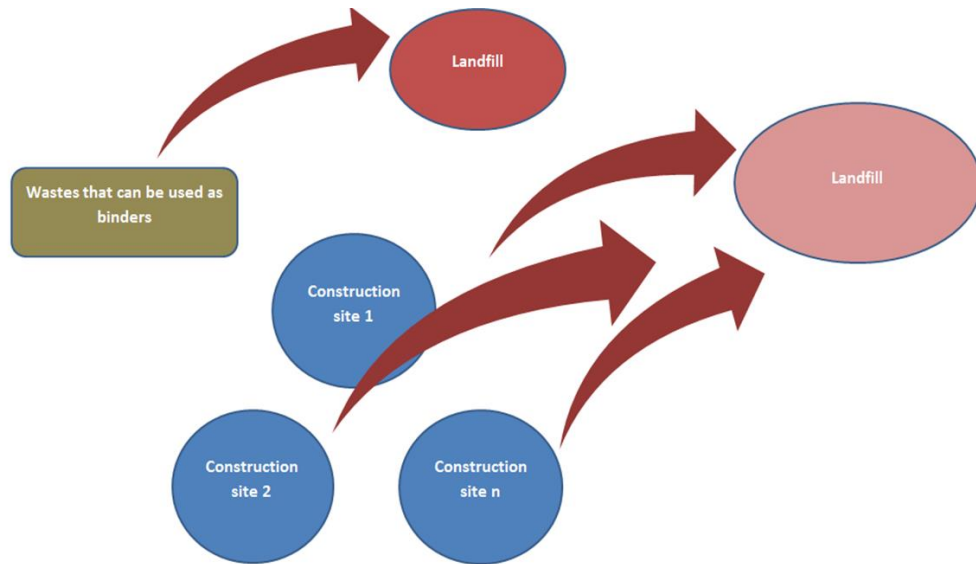 Landfill
Landfill
Wastes that can be used as
binders
Construction
site 1
Construction
site 2
Construction
site n